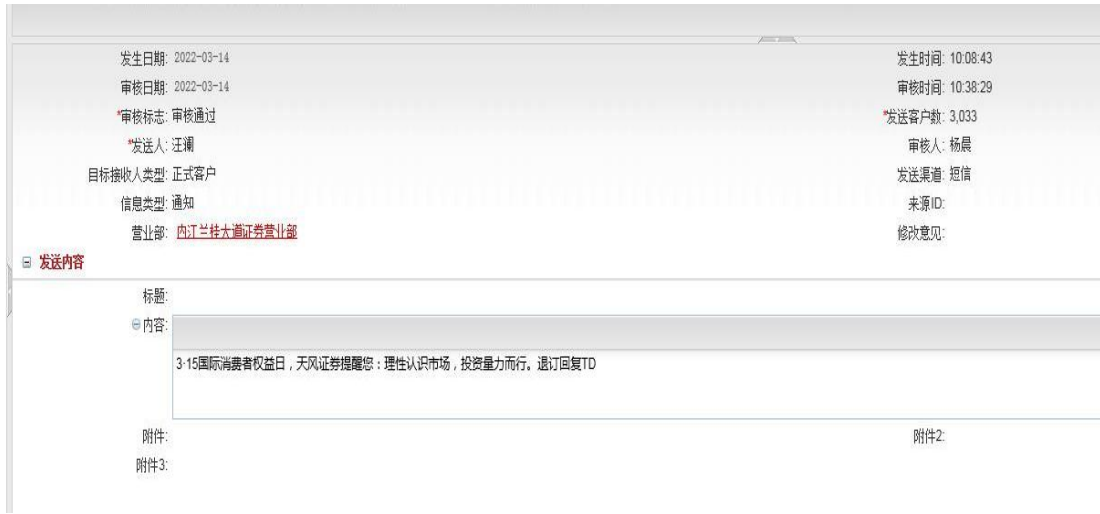 发生日期: 2022-03-14 发生时间: 10:08:43
审核日期: 2022-03-14 审核时间: 10:38:29
*审核标志: 审核通过 *发送客户数: 3,033
*发送人: 汪澜 审核人: 杨晨
目标接收人类型: 正式客户 发送渠道: 短信
信息类型: 通知 来源ID:
营业部: 内江兰桂大道证券营业部 修改意见:
发送内容
标题:
内容:
3·15国际消费者权益日，天风证券提醒您：理性认识市场，投资量力而行。退订回复TD
附件: 附件2:
附件3: